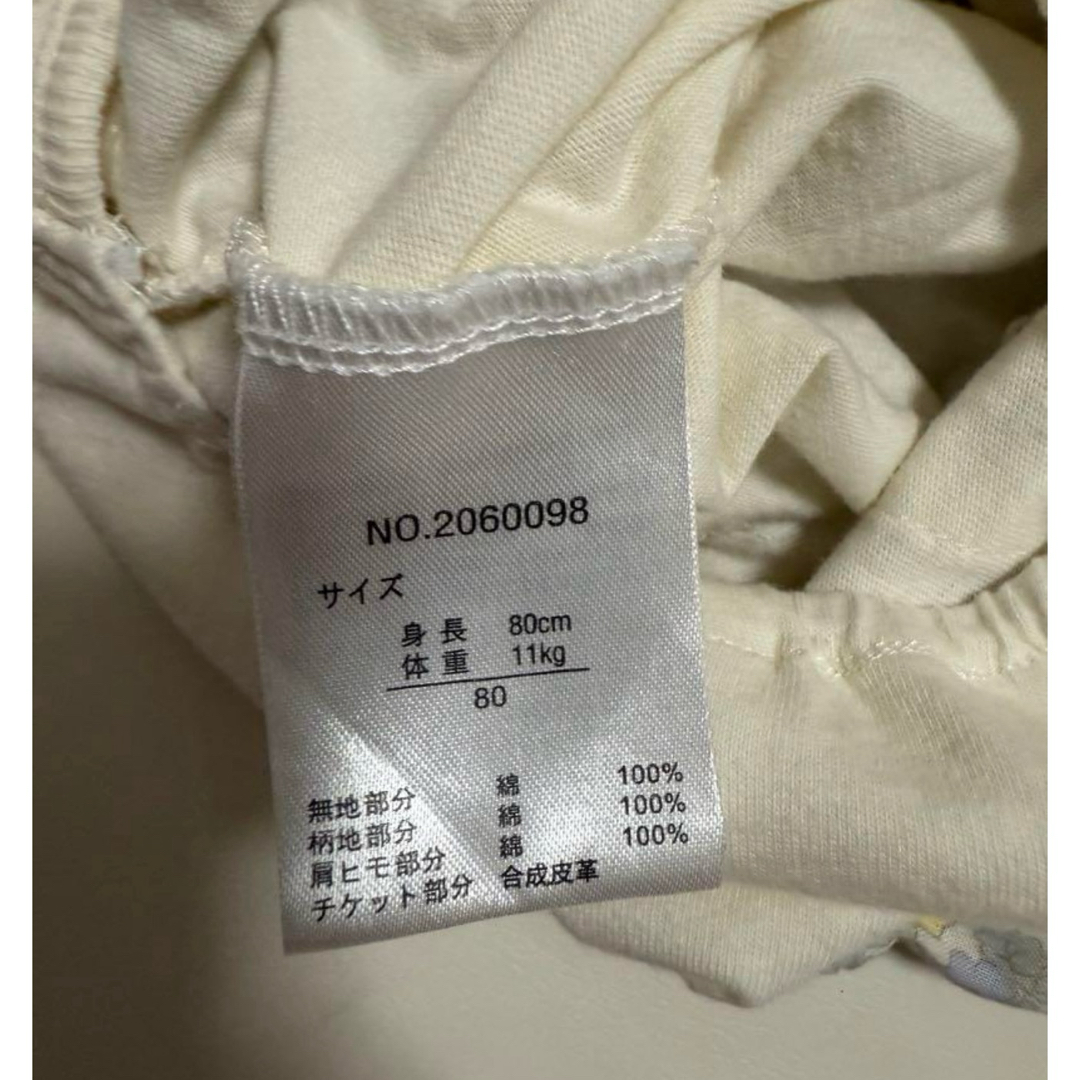 NO.2060098
サイズ
身長 80cm
体重 11kg
80
無地部分 綿 100%
柄地部分 綿 100%
肩ヒモ部分 綿 100%
チケット部分 合成皮革